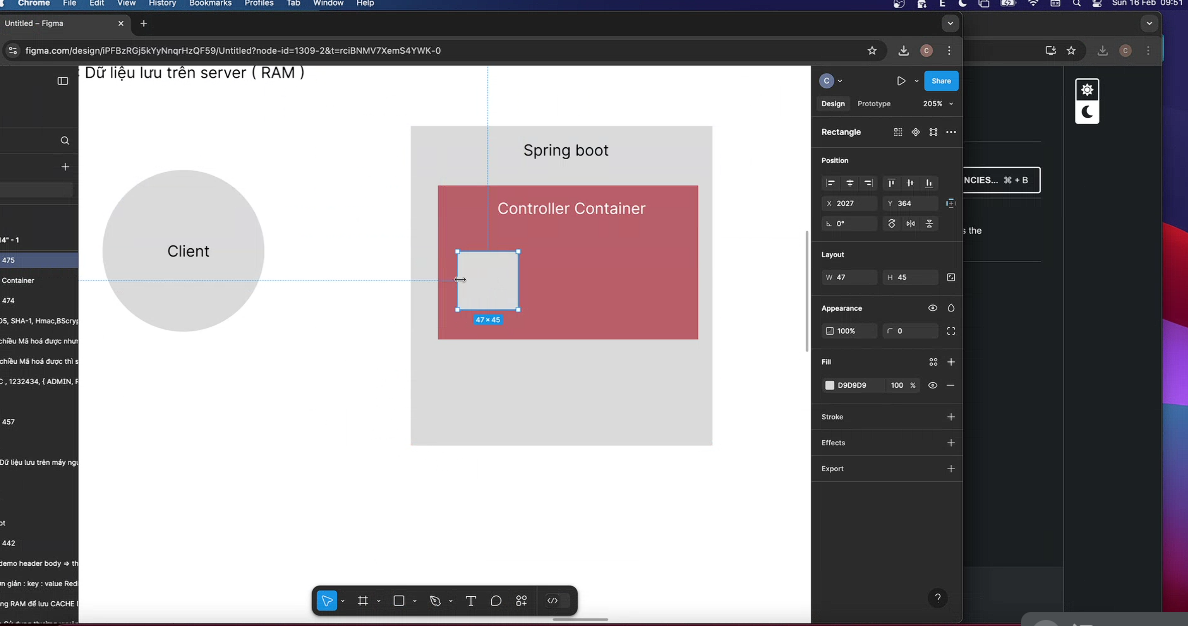 Chrome File Edit View History Bookmarks Profiles Tab Window Help
Sun 16 Feb 09:51
Untitled – Figma
figma.com/design/iPFBzRGj5kYyNnqrHzQF59/Untitled?node-id=1309-2&t=rciBNMV7XemS4YWK-0
C
C
Dữ liệu lưu trên server ( RAM )
C
Share
Design Prototype 205%
Rectangle
Position
X 2027 Y 364
0°
Layout
W 47 H 45
Appearance
100% 0
Fill
D9D9D9 100 %
Stroke
Effects
Export
?
14" - 1
475
Container
474
05, SHA-1, Hmac,BScryp
chiều Mã hoá được như
chiều Mã hoá được thì s
C , 1232434, { ADMIN, R
457
Dữ liệu lưu trên máy ngu
ot
442
demo header body => th
n giản : key : value Redi
ng RAM để lưu CACHE I
Client
Spring boot
Controller Container
47 × 45
T
NCIES... ⌘ + B
s the